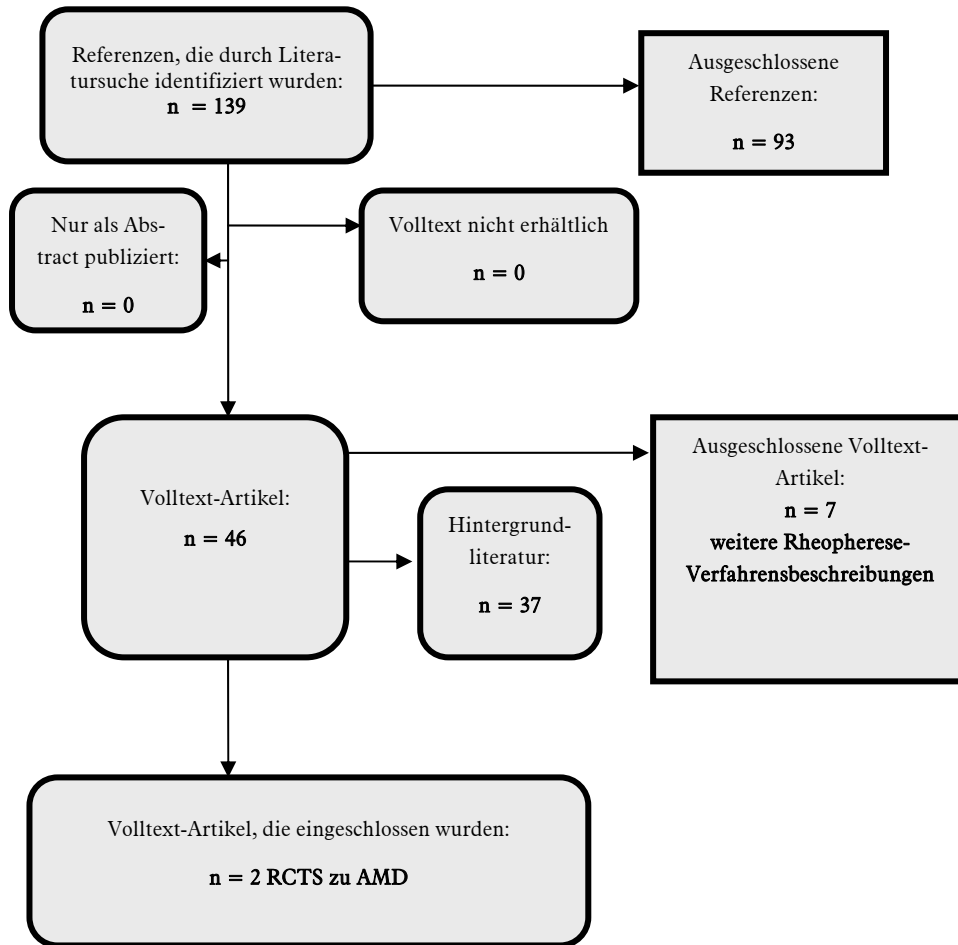 Referenzen, die durch Litera-
tursuche identifiziert wurden:
n = 139
Ausgeschlossene
Referenzen:
n = 93
Nur als Abs-
tract publiziert:
n = 0
Volltext nicht erhältlich
n = 0
Volltext-Artikel:
n = 46
Ausgeschlossene Volltext-
Artikel:
n = 7
weitere Rheopherese-
Verfahrensbeschreibungen
Hintergrund-
literatur:
n = 37
Volltext-Artikel, die eingeschlossen wurden:
n = 2 RCTS zu AMD